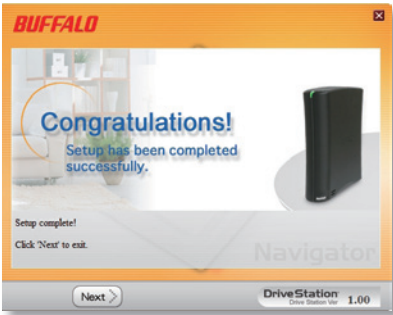 BUFFALO
Congratulations!
Setup has been completed
successfully.
Setup complete!
Click 'Next' to exit.
Navigator
Next
DriveStation
Drive Station Ver 1.00